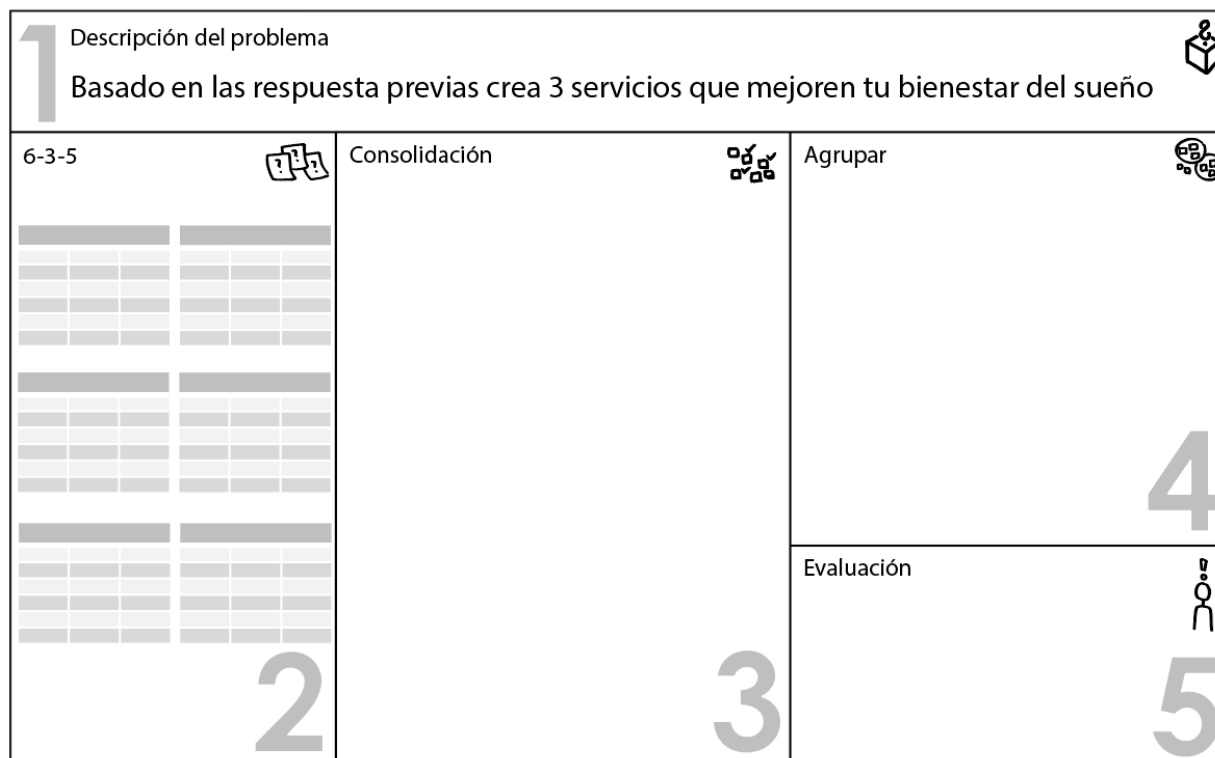 1
Descripción del problema
Basado en las respuesta previas crea 3 servicios que mejoren tu bienestar del sueño
6-3-5
? ? ?
2
Consolidación
3
Agrupar
4
Evaluación
5